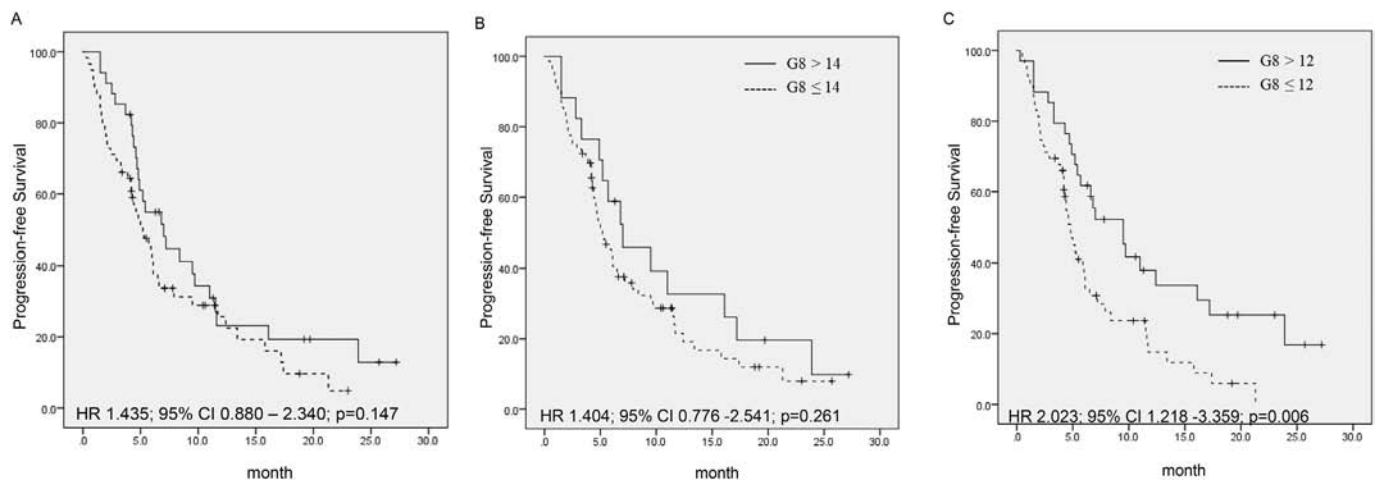 A
Progression-free Survival
100.0
80.0
60.0
40.0
20.0
0.0
HR 1.435; 95% CI 0.880 – 2.340; p=0.147
.0 5.0 10.0 15.0 20.0 25.0 30.0
month
B
Progression-free Survival
G8 > 14
G8 ≤ 14
100.0
80.0
60.0
40.0
20.0
0.0
HR 1.404; 95% CI 0.776 -2.541; p=0.261
.0 5.0 10.0 15.0 20.0 25.0 30.0
month
C
Progression-free Survival
G8 > 12
G8 ≤ 12
100.0
80.0
60.0
40.0
20.0
0.0
HR 2.023; 95% CI 1.218 -3.359; p=0.006
.0 5.0 10.0 15.0 20.0 25.0 30.0
month